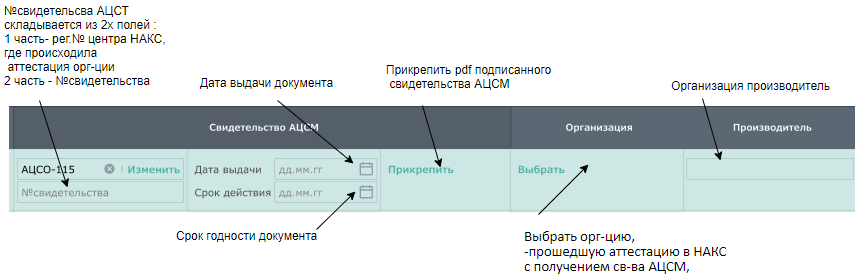 №свидетельсва АЦСТ
складывается из 2х полей :
1 часть- рег.№ центра НАКС,
где происходила
аттестация орг-ции
2 часть - №свидетельства
Дата выдачи документа
Прикрепить pdf подписанного
свидетельства АЦСМ
Организация производитель
Свидетельство АЦСМ
Организация
Производитель
АЦСО-115 Изменить
№свидетельства
Дата выдачи дд.мм.гг
Срок действия дд.мм.гг
Прикрепить
Выбрать
Срок годности документа
Выбрать орг-цию,
-прошедшую аттестацию в НАКС
с получением св-ва АЦСМ,